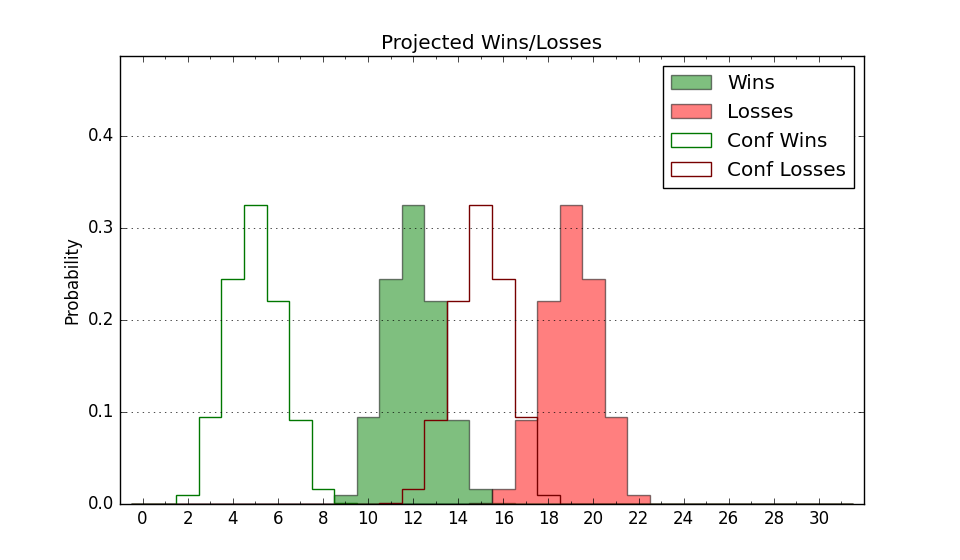 Projected Wins/Losses
Wins
Losses
Conf Wins
Conf Losses
Probability
0.4
0.3
0.2
0.1
0.0
0 2 4 6 8 10 12 14 16 18 20 22 24 26 28 30